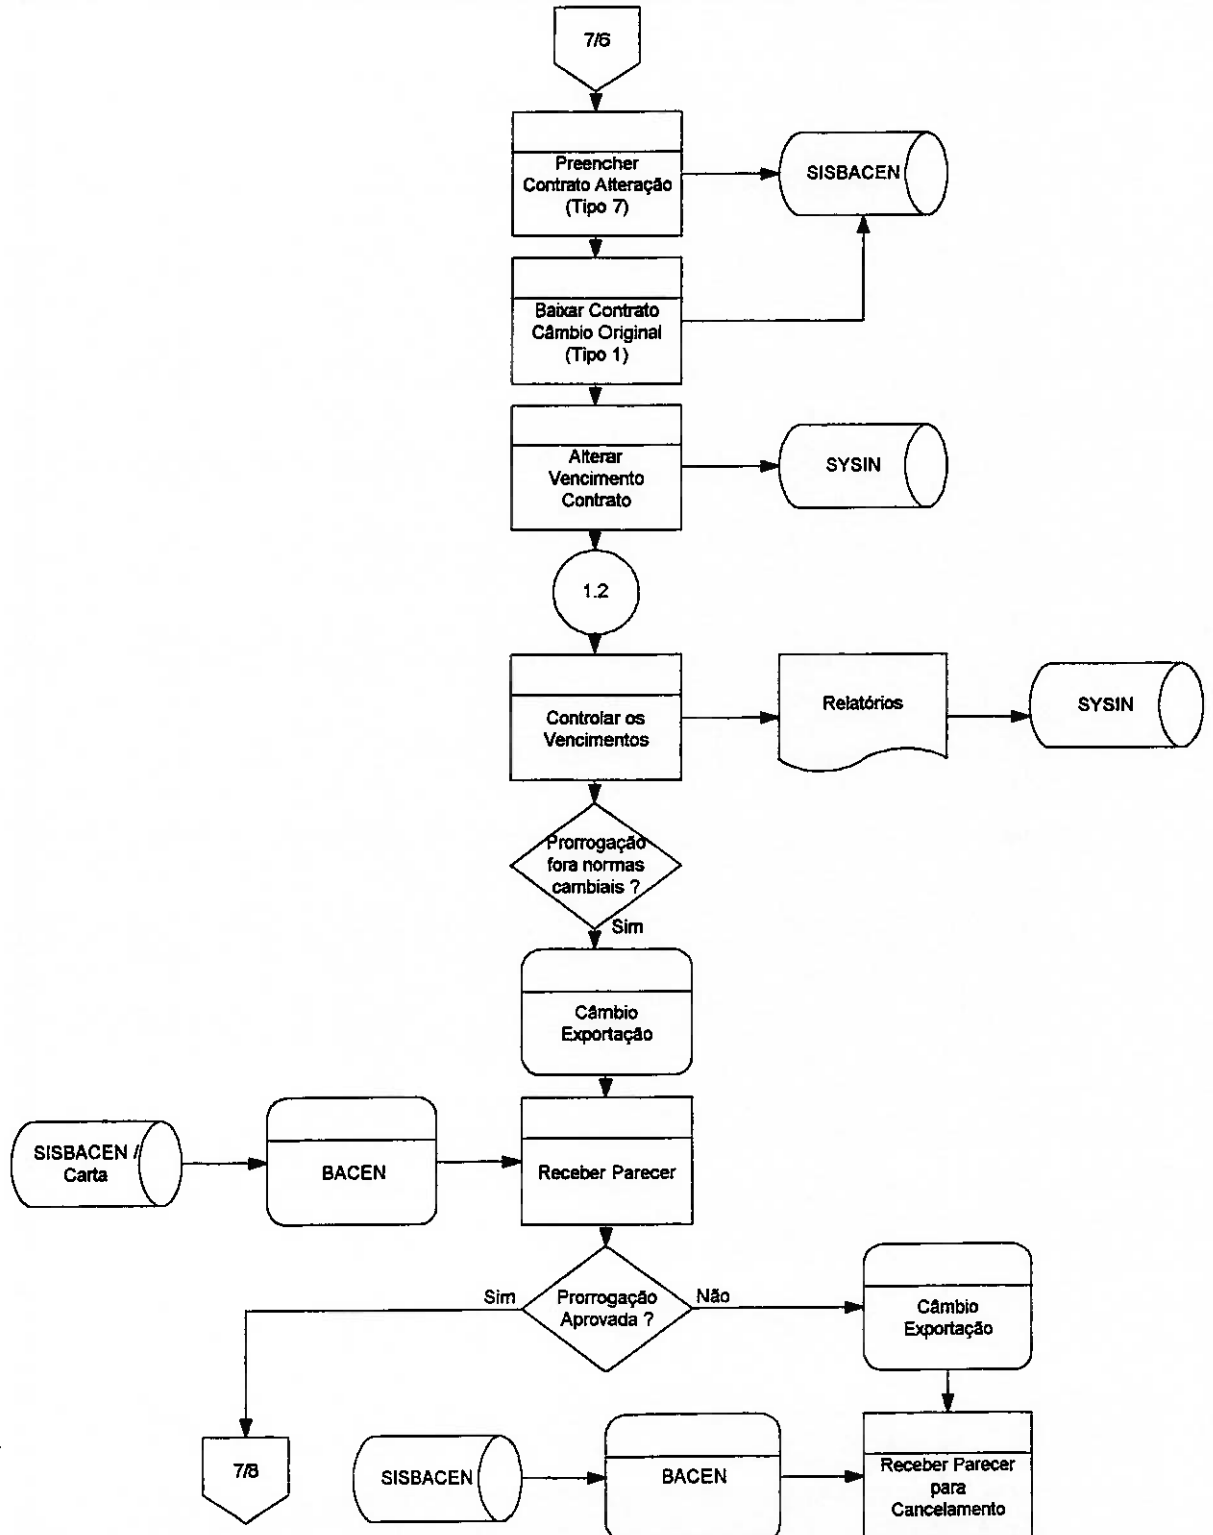 7/6
Preencher
Contrato Alteração
(Tipo 7)
SISBACEN
Baixar Contrato
Câmbio Original
(Tipo 1)
Alterar
Vencimento
Contrato
SYSIN
1.2
Controlar os
Vencimentos
Relatórios
SYSIN
Prorrogação
fora normas
cambiais ?
Sim
Câmbio
Exportação
SISBACEN /
Carta
BACEN
Receber Parecer
Sim
Prorrogação
Aprovada ?
Não
Câmbio
Exportação
7/8
SISBACEN
BACEN
Receber Parecer
para
Cancelamento